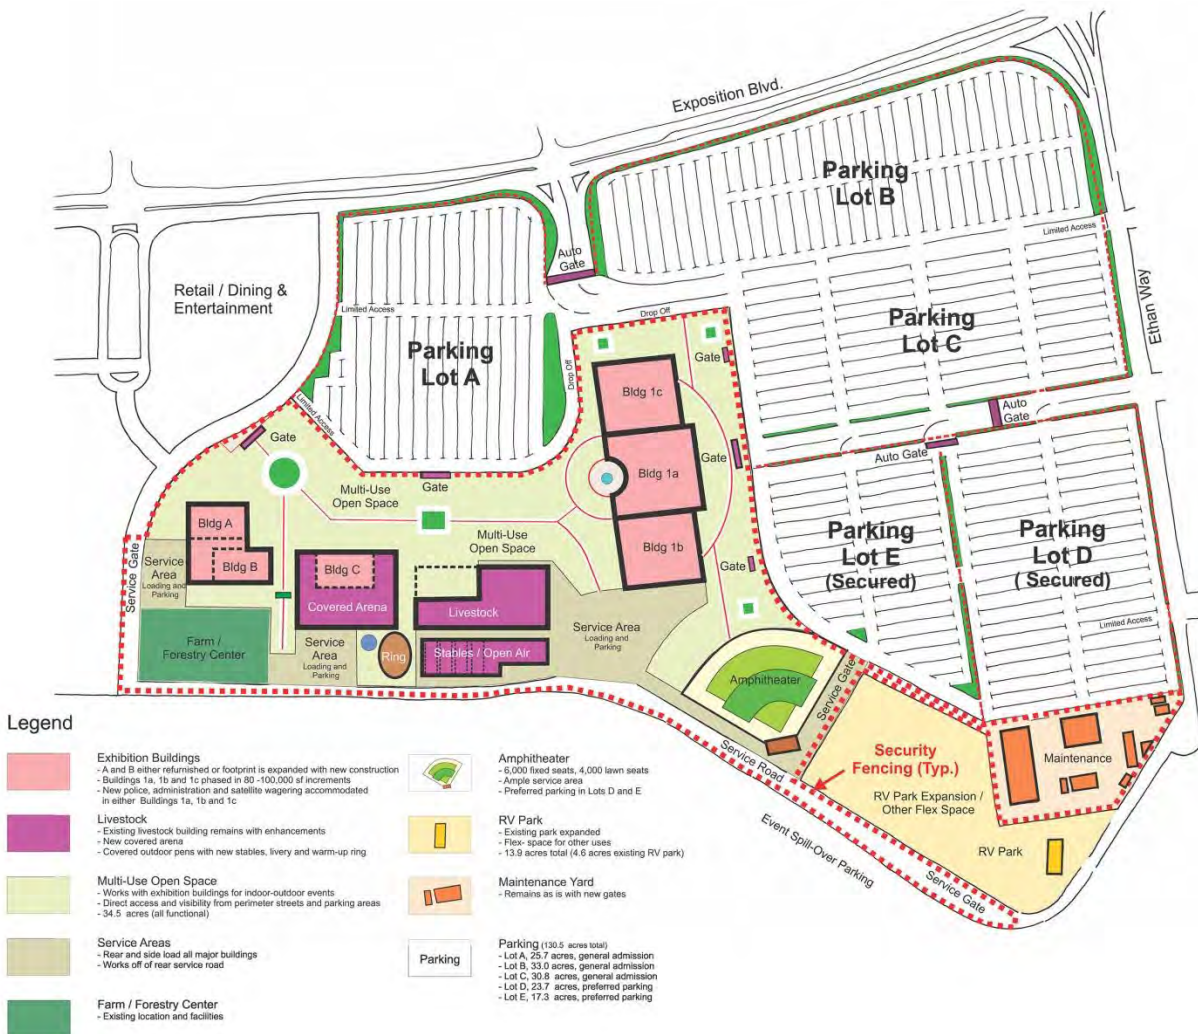 Exposition Blvd.
Parking
Lot B
Limited Access
Auto
Gate
Ethan Way
Retail / Dining &
Entertainment
Limited Access
Drop Off
Parking
Lot C
Parking
Lot A
Drop Off
Gate
Bldg 1c
Limited Access
Auto
Gate
Gate
Gate
Bldg 1a
Auto Gate
Gate
Multi-Use
Open Space
Bldg A
Multi-Use
Open Space
Bldg 1b
Parking
Lot E
(Secured)
Parking
Lot D
( Secured)
Service Gate
Service
Area
Loading and
Parking
Bldg B
Bldg C
Gate
Covered Arena
Livestock
Service Area
Loading and
Parking
Limited Access
Farm /
Forestry Center
Service
Area
Loading and
Parking
Ring
Stables / Open Air
Amphitheater
Service Gate
Service Road
Security
Fencing (Typ.)
Maintenance
RV Park Expansion /
Other Flex Space
RV Park
Event Spill-Over Parking
Service Gate
Legend
Exhibition Buildings
- A and B either refurnished or footprint is expanded with new construction
- Buildings 1a, 1b and 1c phased in 80 -100,000 sf increments
- New police, administration and satellite wagering accommodated
in either Buildings 1a, 1b and 1c
Livestock
- Existing livestock building remains with enhancements
- New covered arena
- Covered outdoor pens with new stables, livery and warm-up ring
Multi-Use Open Space
- Works with exhibition buildings for indoor-outdoor events
- Direct access and visibility from perimeter streets and parking areas
- 34.5 acres (all functional)
Service Areas
- Rear and side load all major buildings
- Works off of rear service road
Farm / Forestry Center
- Existing location and facilities
Amphitheater
- 6,000 fixed seats, 4,000 lawn seats
- Ample service area
- Preferred parking in Lots D and E
RV Park
- Existing park expanded
- Flex- space for other uses
- 13.9 acres total (4.6 acres existing RV park)
Maintenance Yard
- Remains as is with new gates
Parking
Parking (130.5 acres total)
- Lot A, 25.7 acres, general admission
- Lot B, 33.0 acres, general admission
- Lot C, 30.8 acres, general admission
- Lot D, 23.7 acres, preferred parking
- Lot E, 17.3 acres, preferred parking